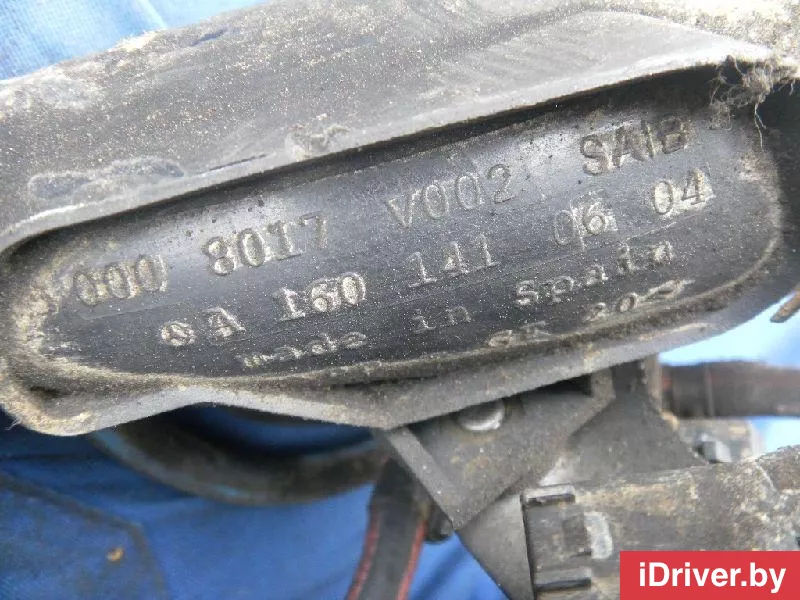 000 8017 V002 SAIB
A 160 141 06 04
made in Spain
iDriver.by